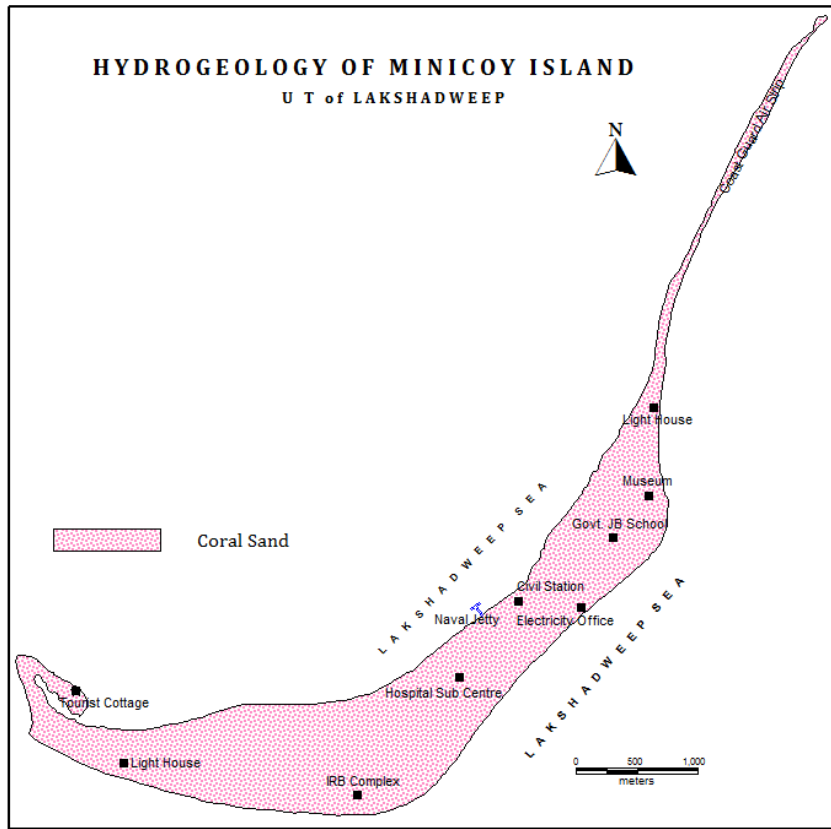 HYDROGEOLOGY OF MINICOY ISLAND
U T of LAKSHADWEEP
N
Coast Guard Air Strip
Light House
Museum
Govt. JB School
LAKSHADWEEP SEA
Coral Sand
Civil Station
Naval Jetty
Electricity Office
LAKSHADWEEP SEA
Hospital Sub Centre
Tourist Cottage
Light House
IRB Complex
0 500 1,000
meters